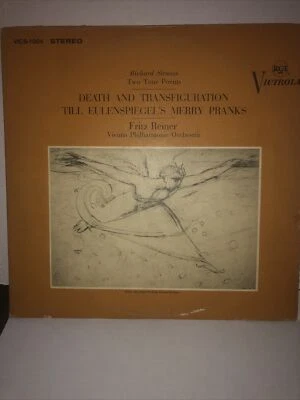 VICS-1004 STEREO
RCA
VICTROLA
Richard Strauss
Two Tone Poems
DEATH AND TRANSFIGURATION
TILL EULENSPIEGEL'S MERRY PRANKS
Fritz Reiner
Vienna Philharmonic Orchestra